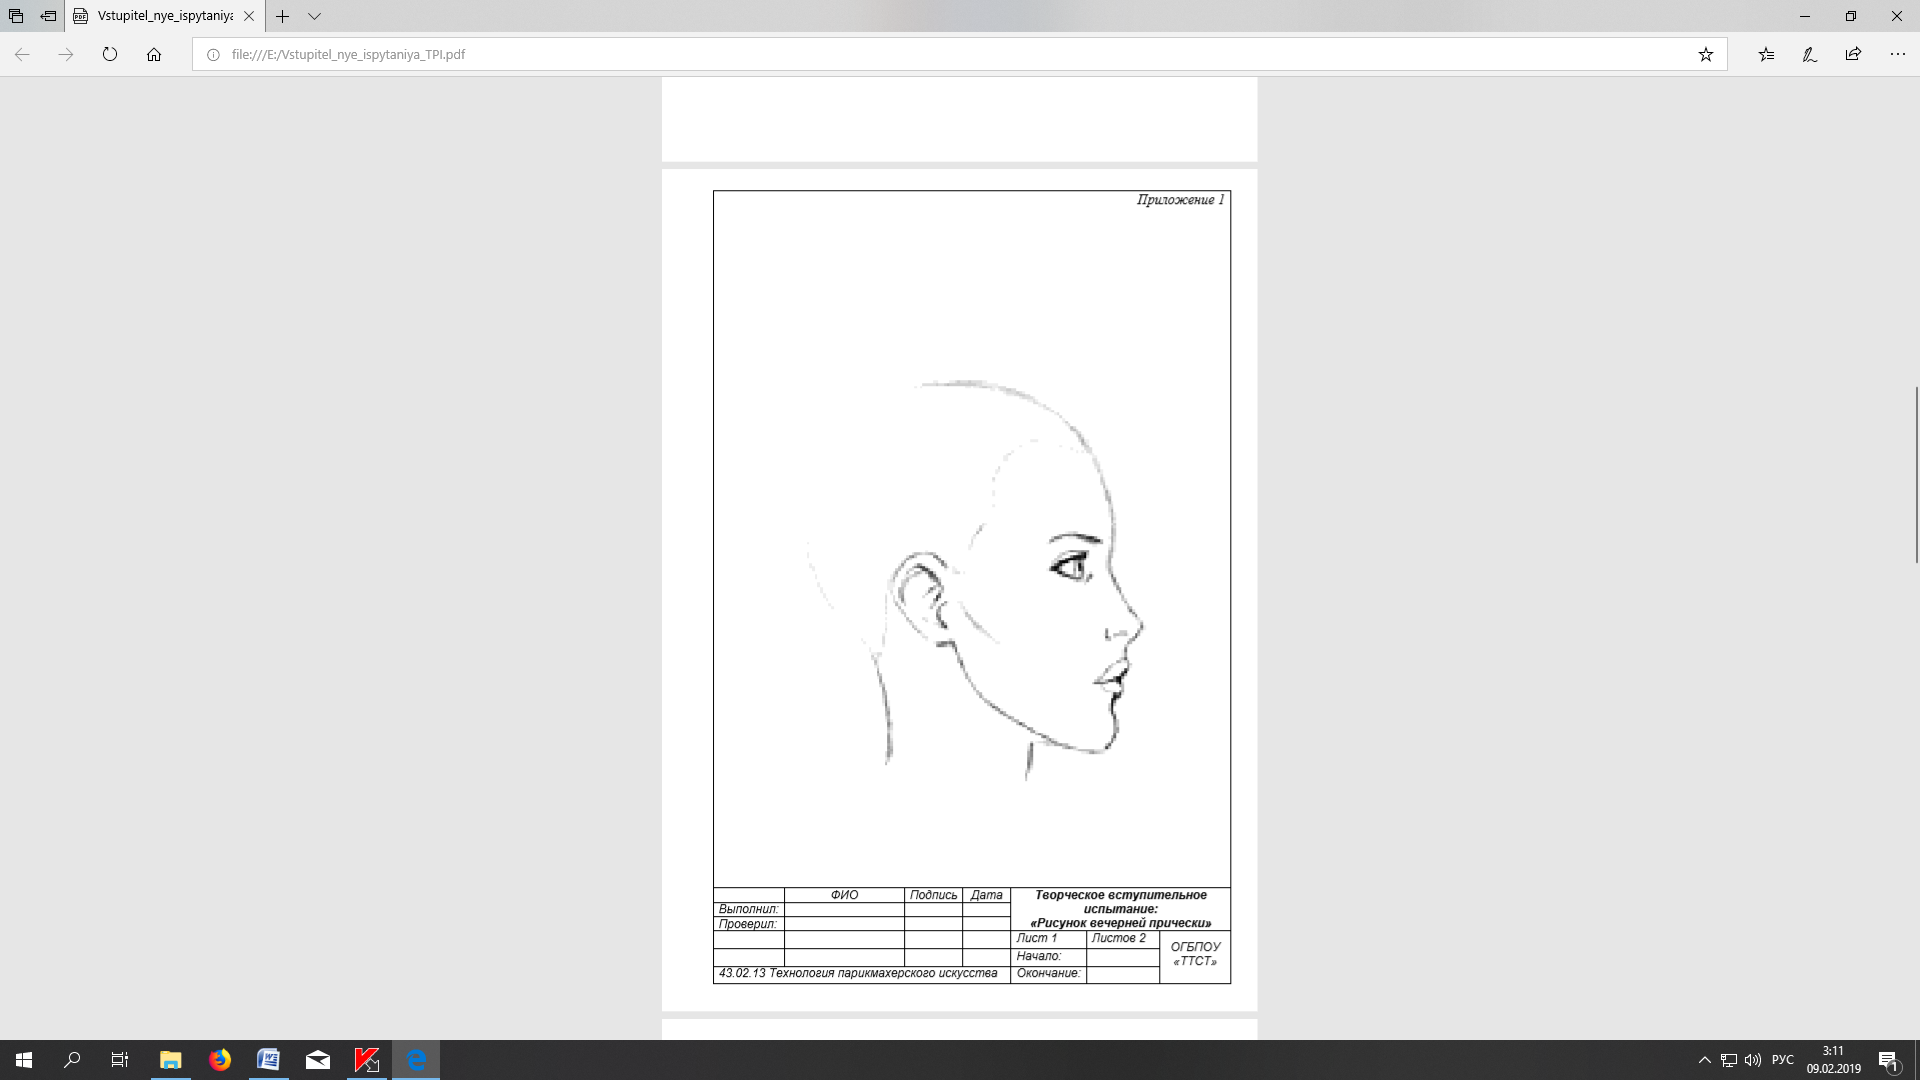 Vstupitel_nye_ispytaniya
file:///E:/Vstupitel_nye_ispytaniya_TPI.pdf
Приложение 1
ФИО Подпись Дата
Выполнил:
Проверил:
Творческое вступительное
испытание:
«Рисунок вечерней прически»
Лист 1 Листов 2
Начало:
Окончание:
ОГБПОУ
«ТТСТ»
43.02.13 Технология парикмахерского искусства
РУС
3:11
09.02.2019
1